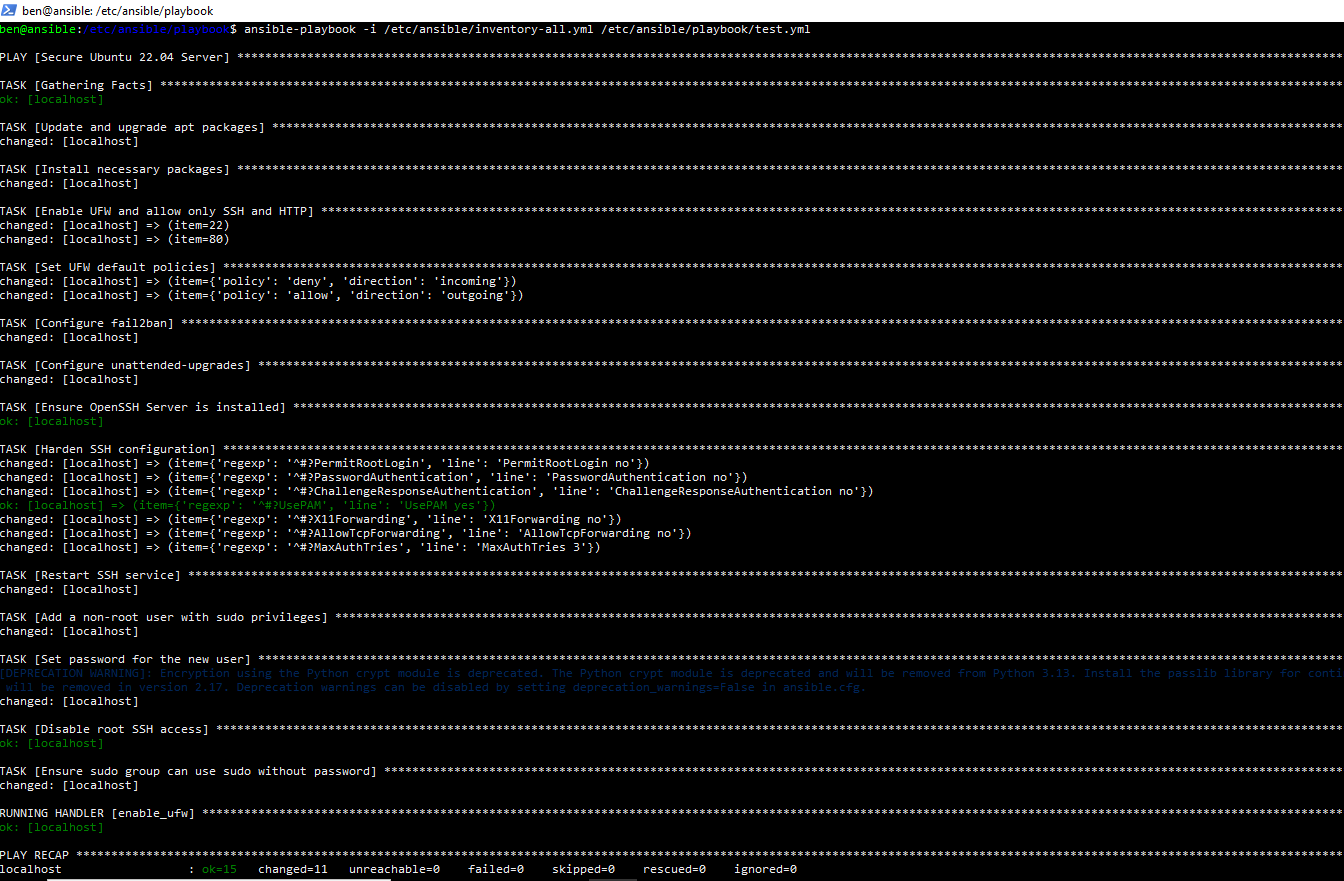 ben@ansible: /etc/ansible/playbook
ben@ansible:/etc/ansible/playbook$ ansible-playbook -i /etc/ansible/inventory-all.yml /etc/ansible/playbook/test.yml
PLAY [Secure Ubuntu 22.04 Server] ****************************************
TASK [Gathering Facts] ****************************************
ok: [localhost]
TASK [Update and upgrade apt packages] ****************************************
changed: [localhost]
TASK [Install necessary packages] ****************************************
changed: [localhost]
TASK [Enable UFW and allow only SSH and HTTP] ****************************************
changed: [localhost] => (item=22)
changed: [localhost] => (item=80)
TASK [Set UFW default policies] ****************************************
changed: [localhost] => (item={'policy': 'deny', 'direction': 'incoming'})
changed: [localhost] => (item={'policy': 'allow', 'direction': 'outgoing'})
TASK [Configure fail2ban] ****************************************
changed: [localhost]
TASK [Configure unattended-upgrades] ****************************************
changed: [localhost]
TASK [Ensure OpenSSH Server is installed] ****************************************
ok: [localhost]
TASK [Harden SSH configuration] ****************************************
changed: [localhost] => (item={'regexp': '^#?PermitRootLogin', 'line': 'PermitRootLogin no'})
changed: [localhost] => (item={'regexp': '^#?PasswordAuthentication', 'line': 'PasswordAuthentication no'})
changed: [localhost] => (item={'regexp': '^#?ChallengeResponseAuthentication', 'line': 'ChallengeResponseAuthentication no'})
ok: [localhost] => (item={'regexp': '^#?UsePAM', 'line': 'UsePAM yes'})
changed: [localhost] => (item={'regexp': '^#?X11Forwarding', 'line': 'X11Forwarding no'})
changed: [localhost] => (item={'regexp': '^#?AllowTcpForwarding', 'line': 'AllowTcpForwarding no'})
changed: [localhost] => (item={'regexp': '^#?MaxAuthTries', 'line': 'MaxAuthTries 3'})
TASK [Restart SSH service] ****************************************
changed: [localhost]
TASK [Add a non-root user with sudo privileges] ****************************************
changed: [localhost]
TASK [Set password for the new user] ****************************************
[DEPRECATION WARNING]: Encryption using the Python crypt module is deprecated. The Python crypt module is deprecated and will be removed from Python 3.13. Install the passlib library for conti
will be removed in version 2.17. Deprecation warnings can be disabled by setting deprecation_warnings=False in ansible.cfg.
changed: [localhost]
TASK [Disable root SSH access] ****************************************
ok: [localhost]
TASK [Ensure sudo group can use sudo without password] ****************************************
changed: [localhost]
RUNNING HANDLER [enable_ufw] ****************************************
ok: [localhost]
PLAY RECAP ****************************************
localhost : ok=15 changed=11 unreachable=0 failed=0 skipped=0 rescued=0 ignored=0